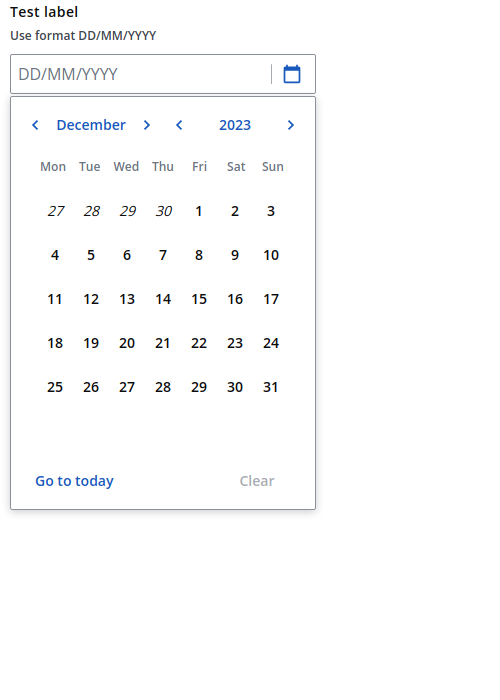 Test label
Use format DD/MM/YYYY
DD/MM/YYYY
December 2023
Mon Tue Wed Thu Fri Sat Sun
27 28 29 30 1 2 3
4 5 6 7 8 9 10
11 12 13 14 15 16 17
18 19 20 21 22 23 24
25 26 27 28 29 30 31
Go to today Clear